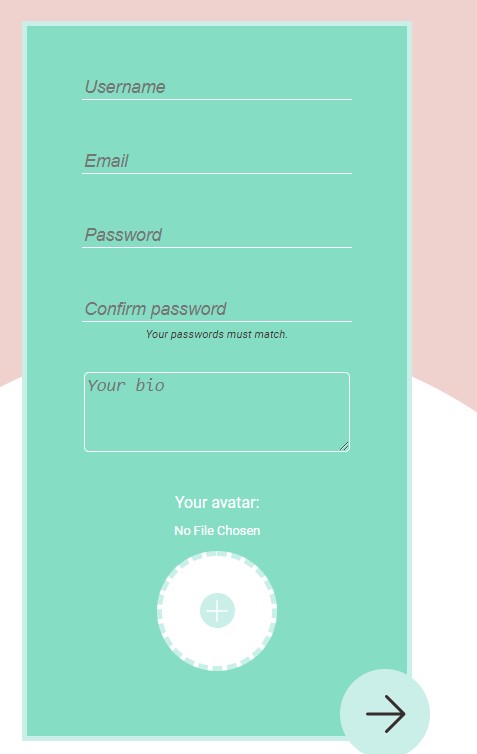 Username
Email
Password
Confirm password
Your passwords must match.
Your bio
Your avatar:
No File Chosen